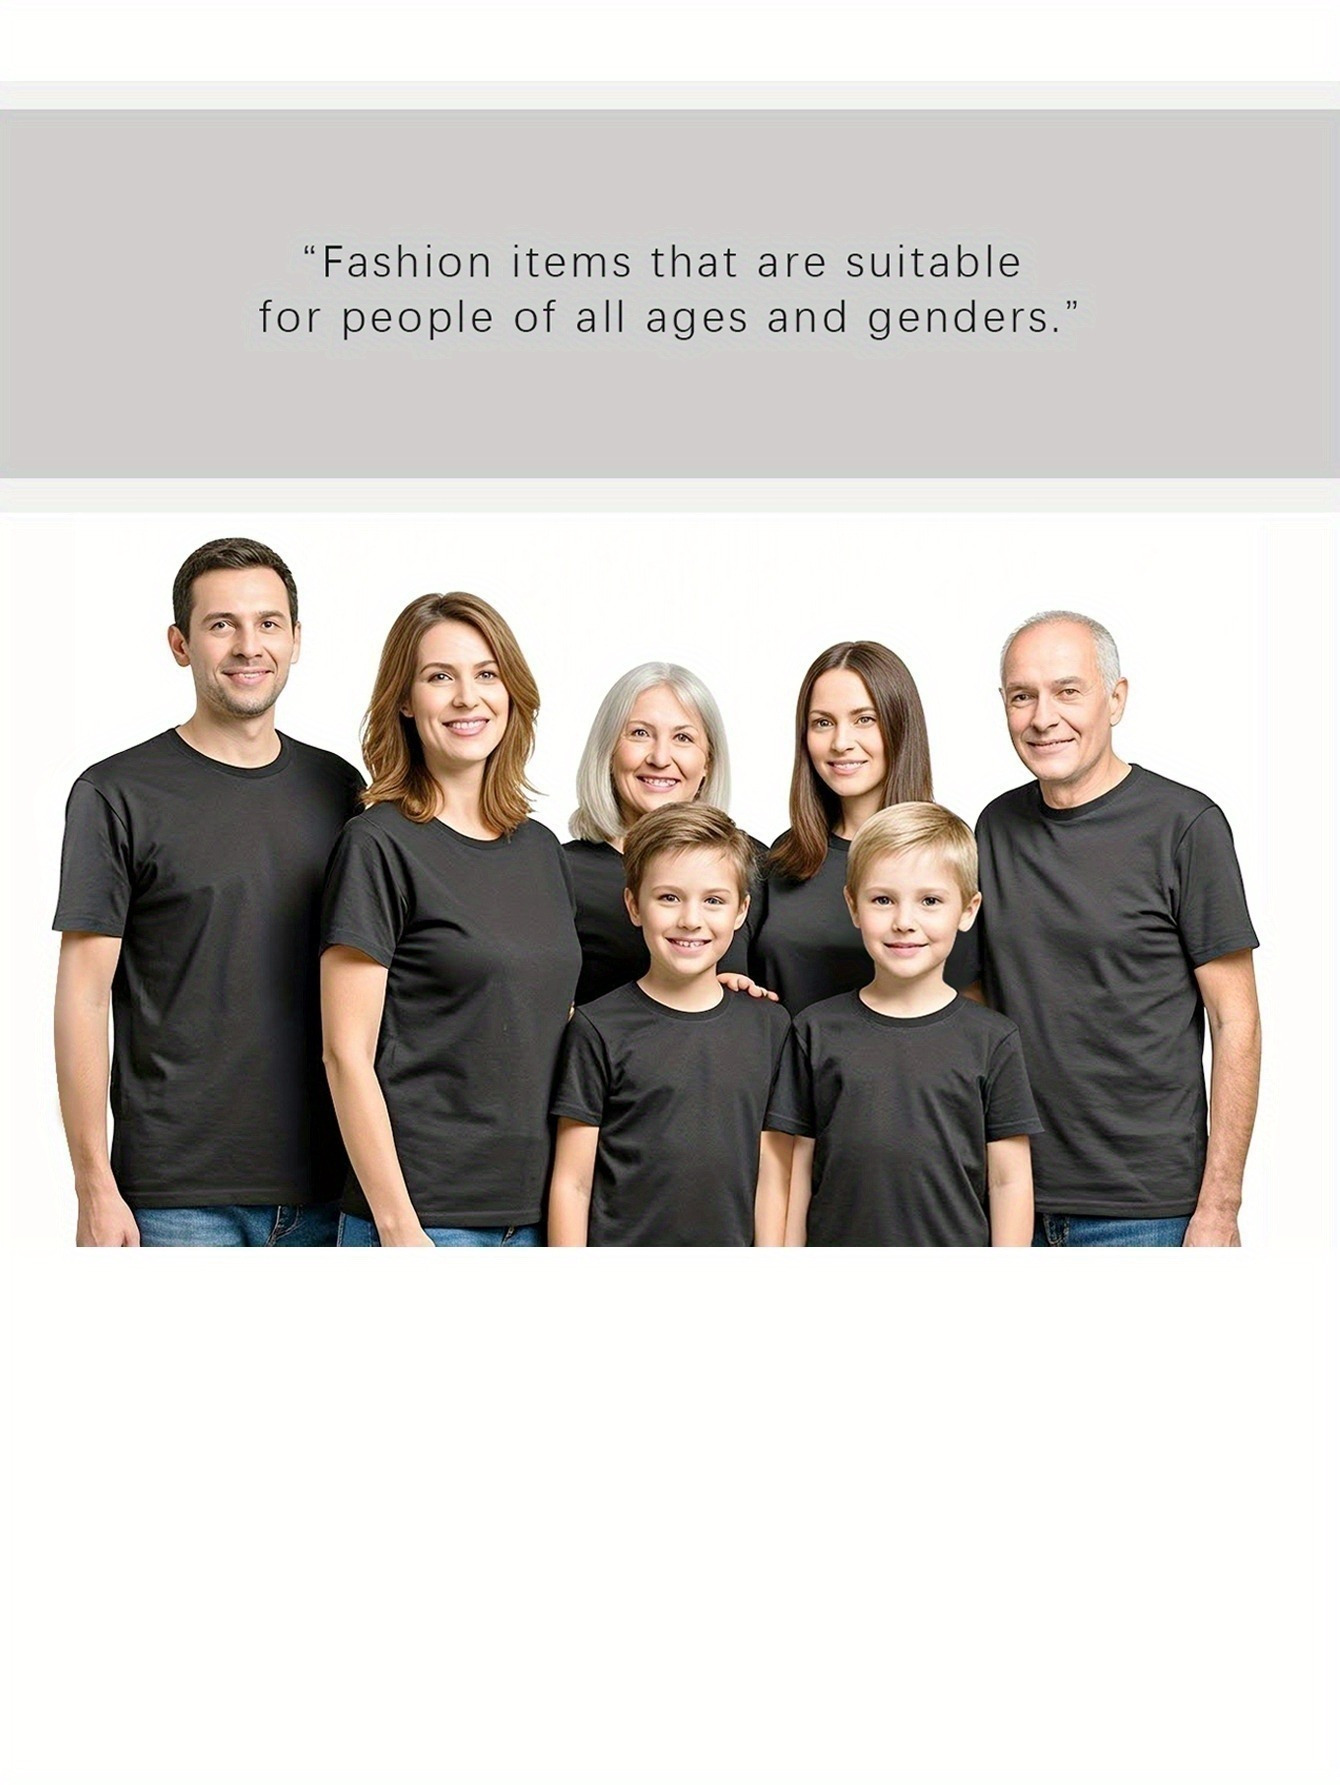 “Fashion items that are suitable
for people of all ages and genders.”